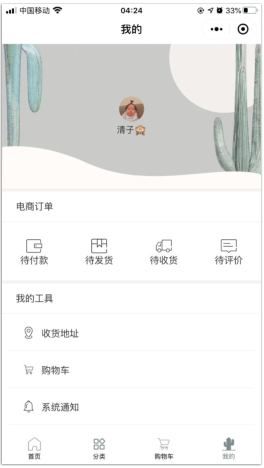 中国移动 04:24 33%
我的
清子🙊
电商订单
待付款 待发货 待收货 待评价
我的工具
收货地址
购物车
系统通知
首页 分类 购物车 我的